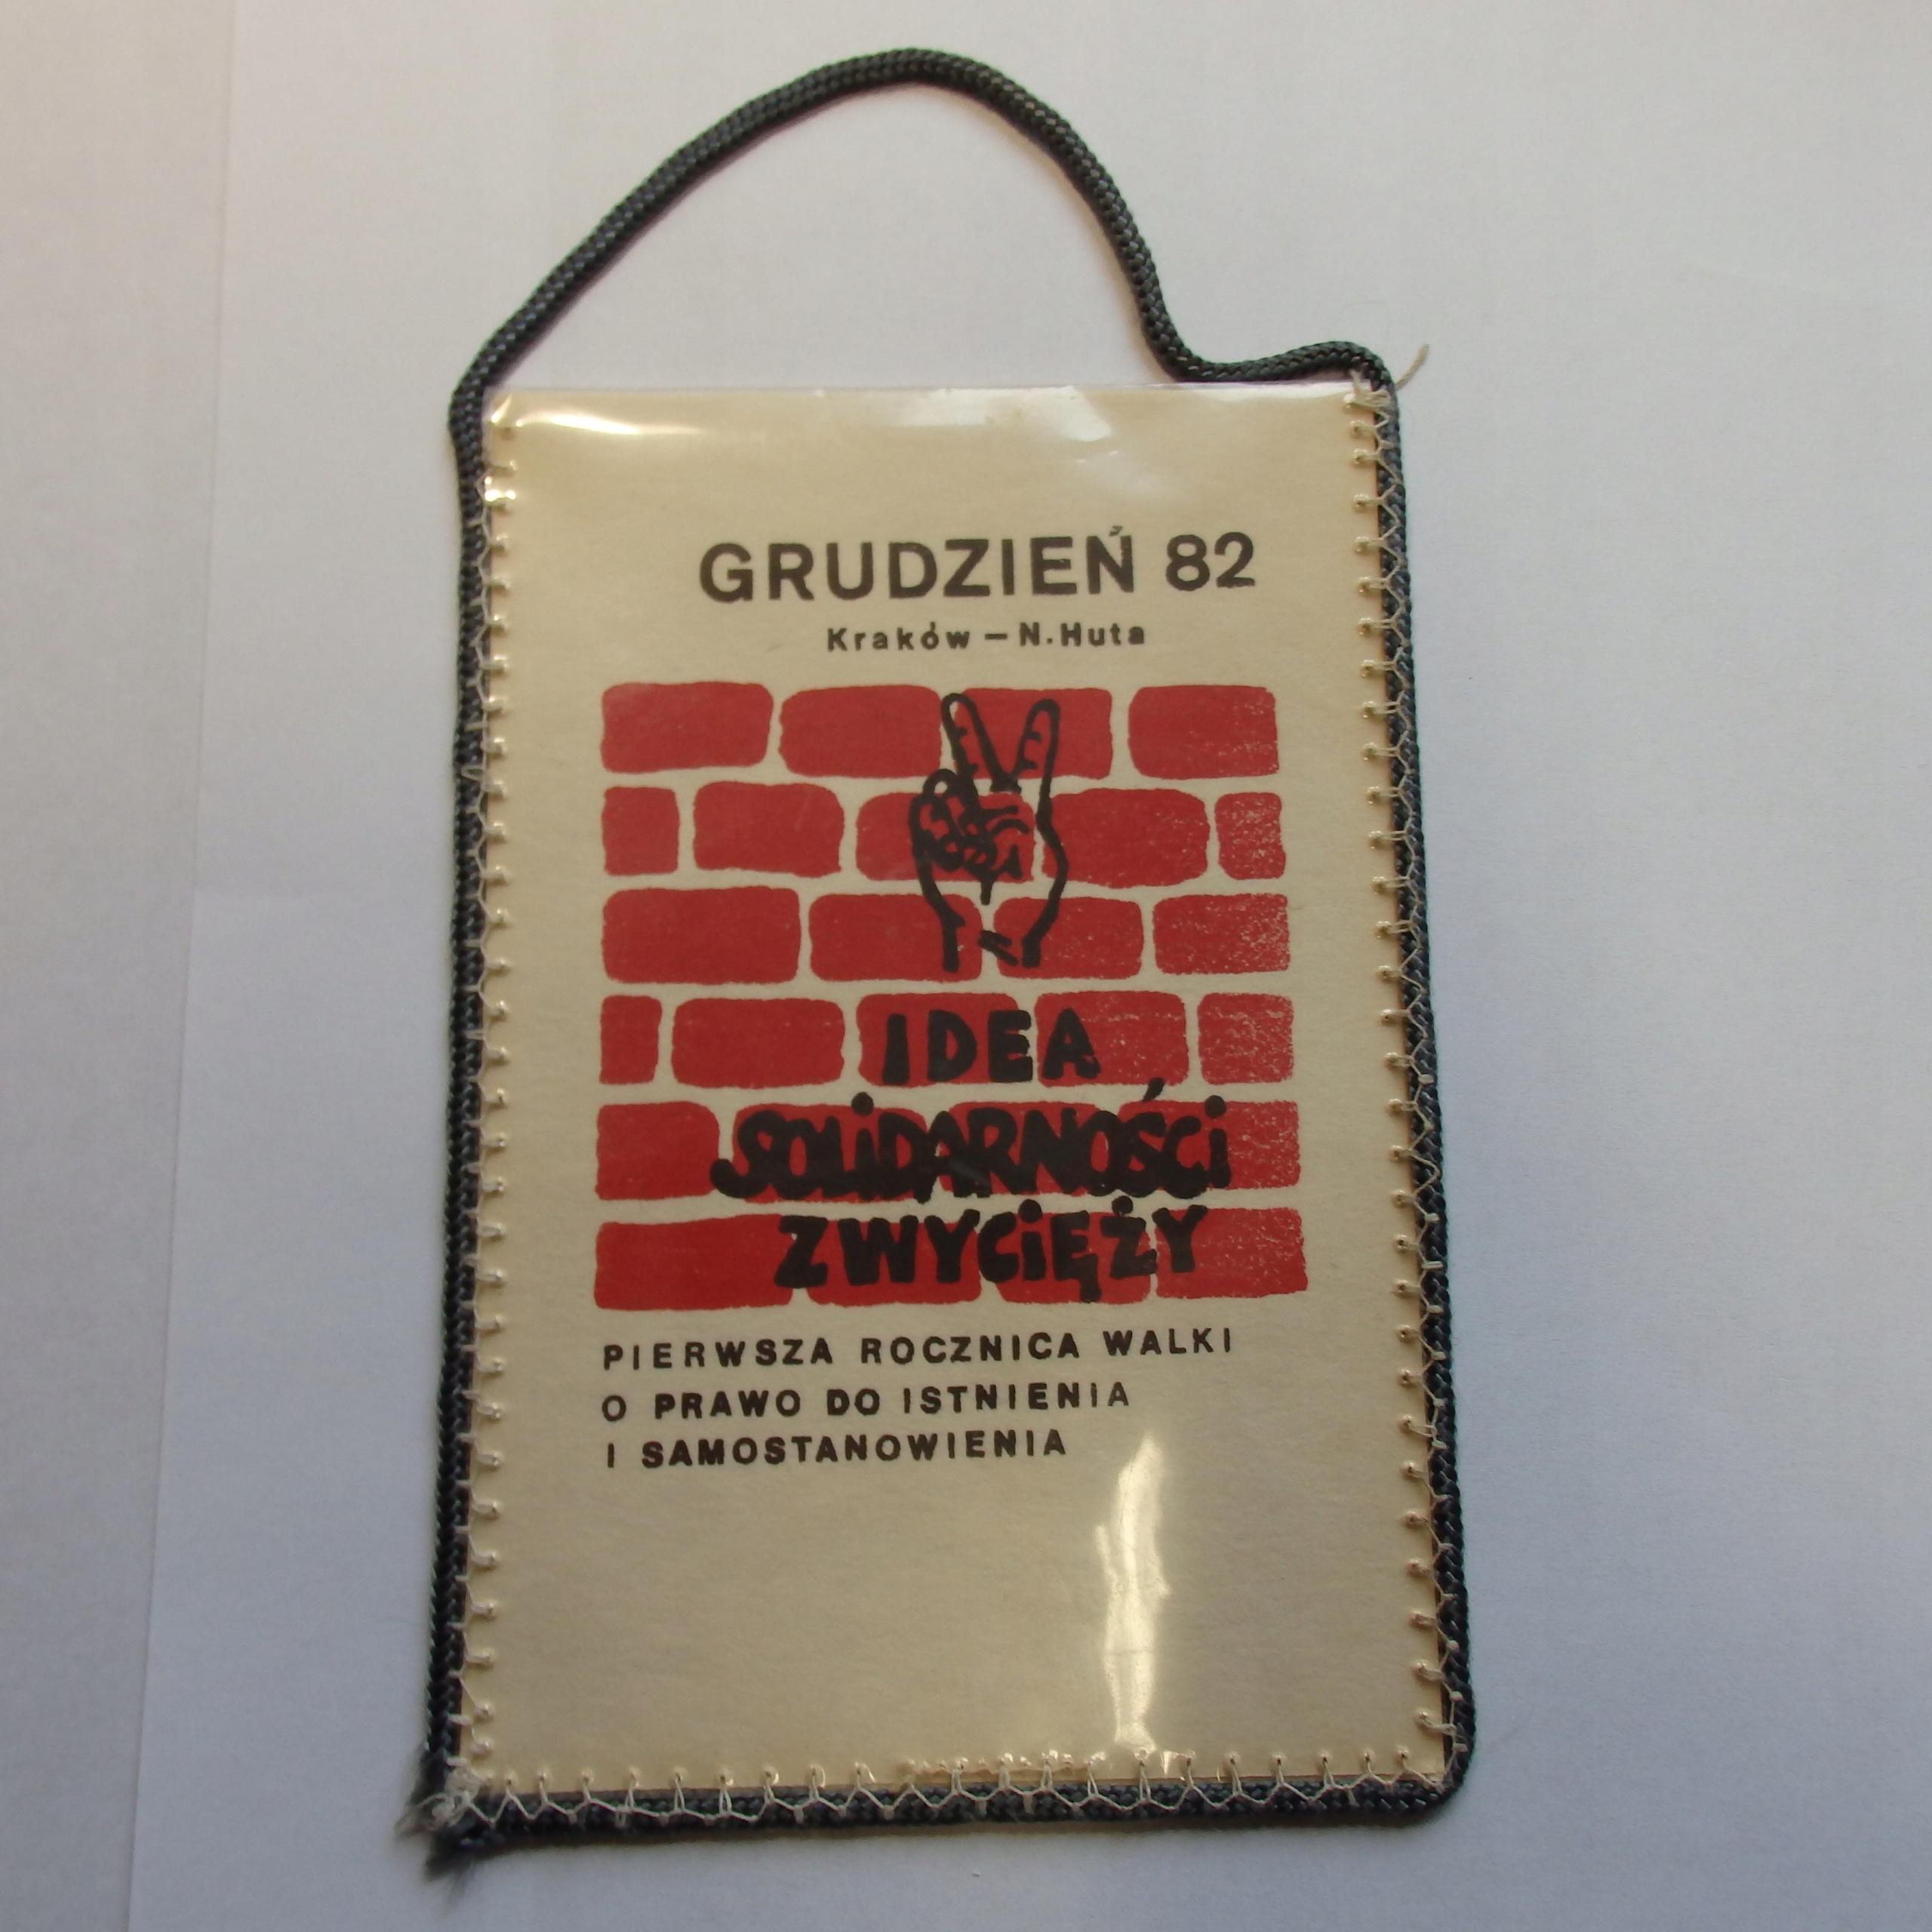 GRUDZIEŃ 82
Kraków – N.Huta
IDEA
SOLiDARNOŚCi
ZWYCiĘŻY
PIERWSZA ROCZNICA WALKI
O PRAWO DO ISTNIENIA
I SAMOSTANOWIENIA